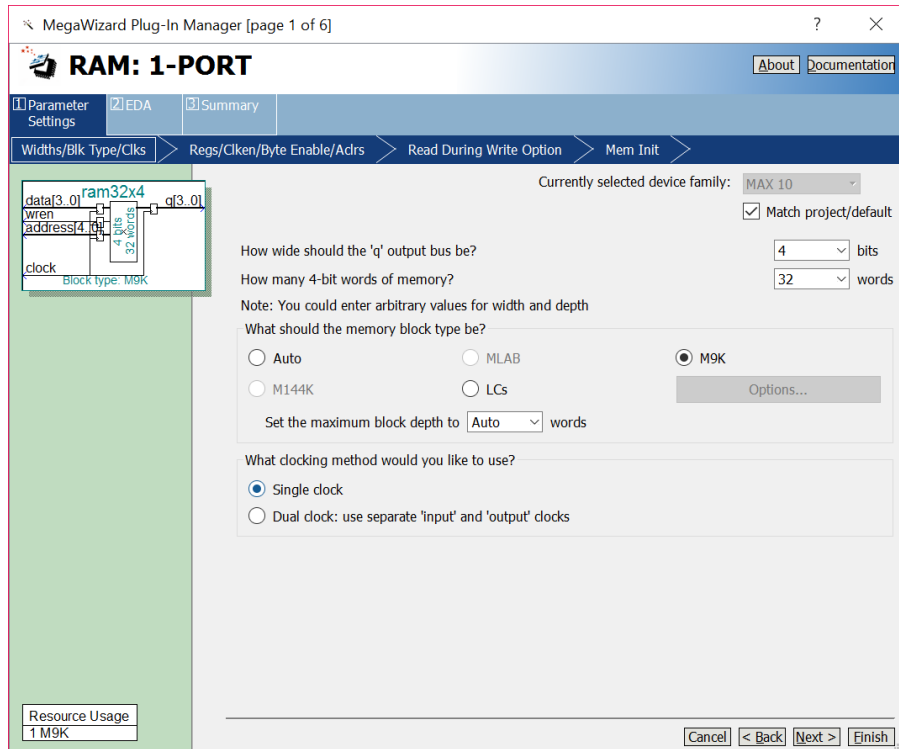 MegaWizard Plug-In Manager [page 1 of 6]
RAM: 1-PORT
About Documentation
1 Parameter Settings 2 EDA 3 Summary
Widths/Blk Type/Clks Regs/Clken/Byte Enable/Aclrs Read During Write Option Mem Init
ram32x4
data[3..0] q[3..0]
wren
address[4..0]
4 bits
32 words
clock
Block type: M9K
Currently selected device family: MAX 10
Match project/default
How wide should the 'q' output bus be? 4 bits
How many 4-bit words of memory? 32 words
Note: You could enter arbitrary values for width and depth
What should the memory block type be?
Auto MLAB M9K
M144K LCs Options...
Set the maximum block depth to Auto words
What clocking method would you like to use?
Single clock
Dual clock: use separate 'input' and 'output' clocks
Resource Usage
1 M9K
Cancel < Back Next > Finish